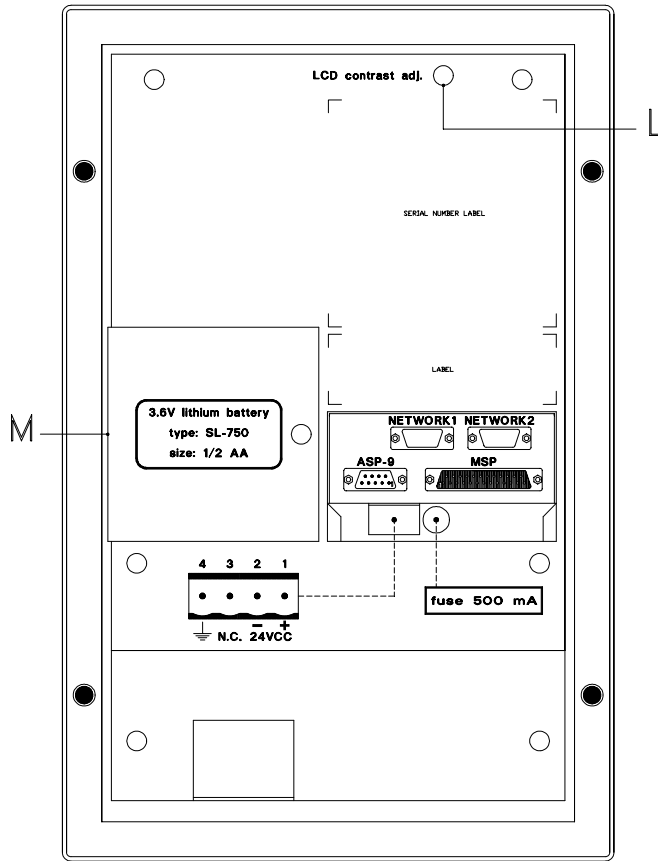 LCD contrast adj.
L
SERIAL NUMBER LABEL
LABEL
M
3.6V lithium battery
type: SL-750
size: 1/2 AA
NETWORK1 NETWORK2
ASP-9 MSP
4 3 2 1
fuse 500 mA
− +
N.C. 24VCC